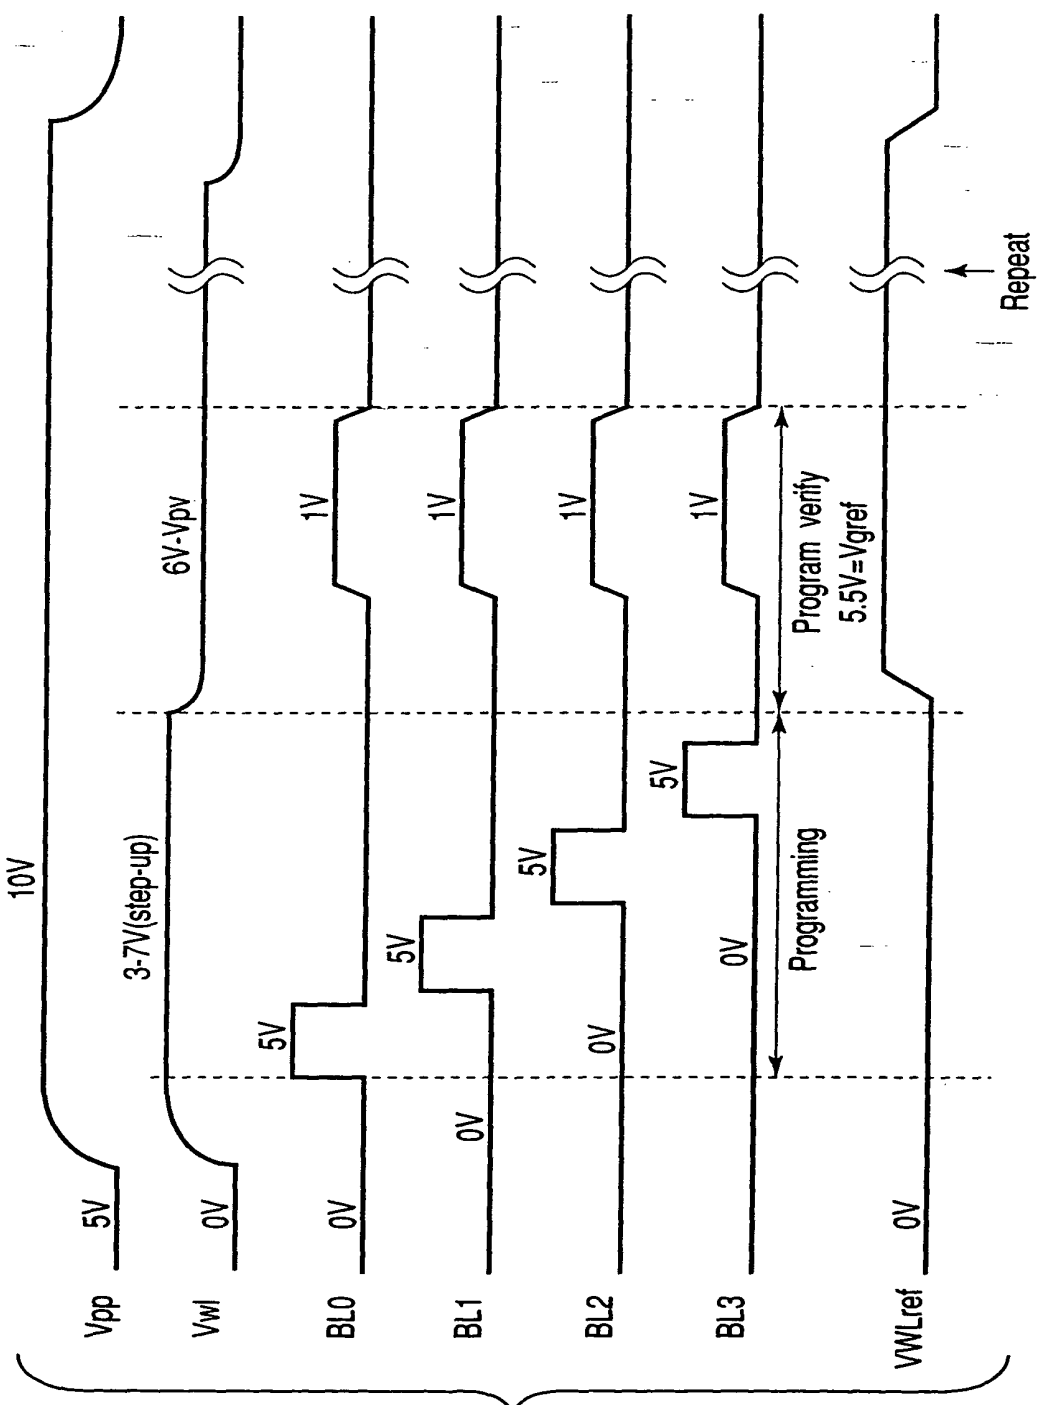 Vpp
5V
10V
Vwl
0V
3-7V(step-up)
6V-Vpv
BL0
0V
5V
1V
BL1
0V
5V
1V
BL2
0V
5V
1V
BL3
0V
5V
1V
Programming
Program verify
5.5V=Vgref
VWLref
0V
Repeat